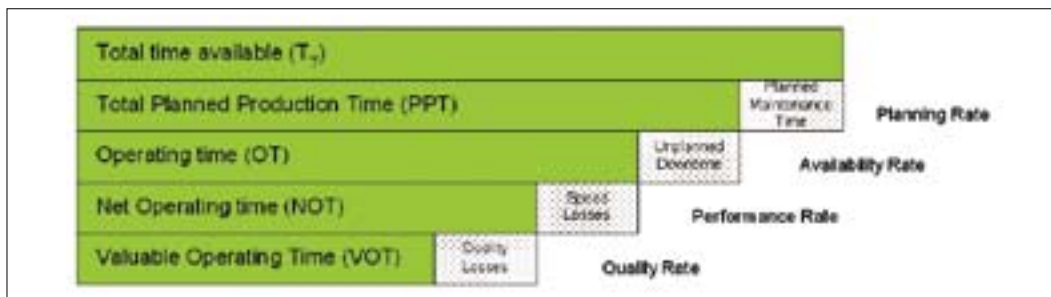 Total time available (T_T)
Total Planned Production Time (PPT)
Planned
Maintenance
Time
Planning Rate
Operating time (OT)
Unplanned
Downtime
Availability Rate
Net Operating time (NOT)
Speed
Losses
Performance Rate
Valuable Operating Time (VOT)
Quality
Losses
Quality Rate